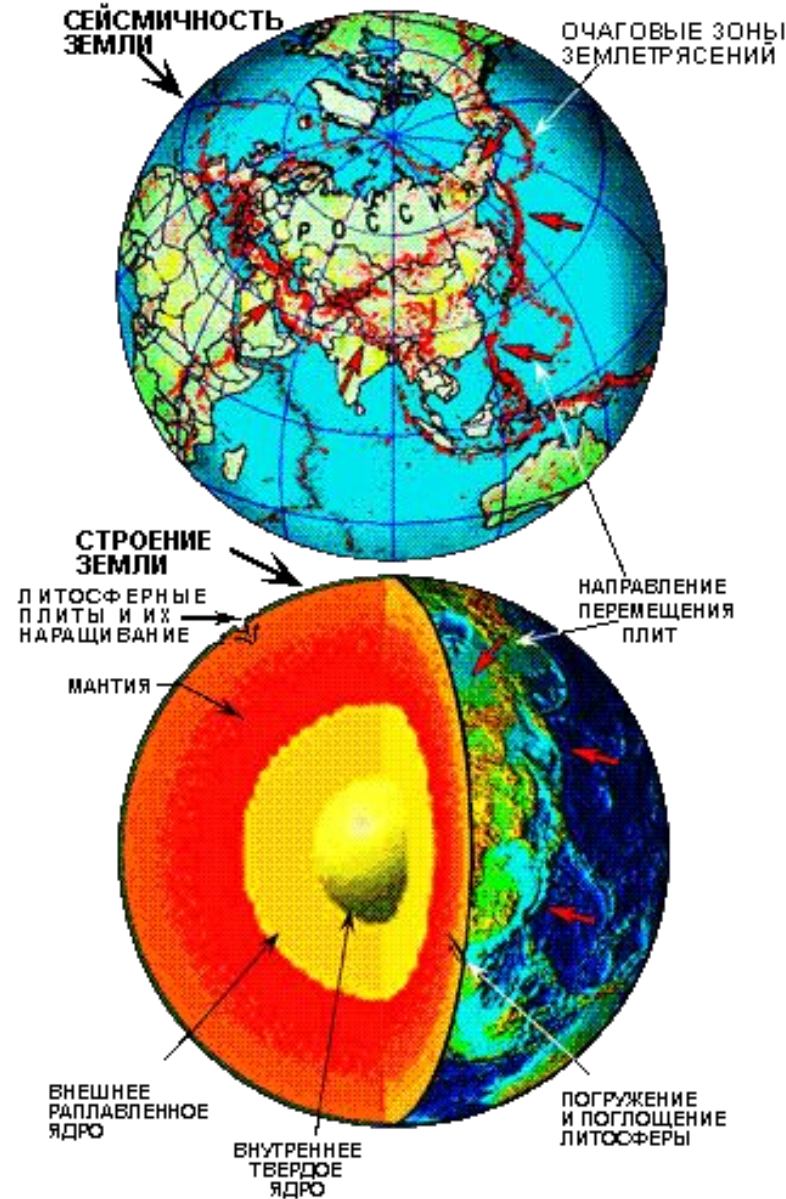 СЕЙСМИЧНОСТЬ
ЗЕМЛИ
ОЧАГОВЫЕ ЗОНЫ
ЗЕМЛЕТРЯСЕНИЙ
РОССИЯ
СТРОЕНИЕ
ЗЕМЛИ
ЛИТОСФЕРНЫЕ
ПЛИТЫ И ИХ
НАРАЩИВАНИЕ
НАПРАВЛЕНИЕ
ПЕРЕМЕЩЕНИЯ
ПЛИТ
МАНТИЯ
ВНЕШНЕЕ
РАПЛАВЛЕННОЕ
ЯДРО
ВНУТРЕННЕЕ
ТВЕРДОЕ
ЯДРО
ПОГРУЖЕНИЕ
И ПОГЛОЩЕНИЕ
ЛИТОСФЕРЫ